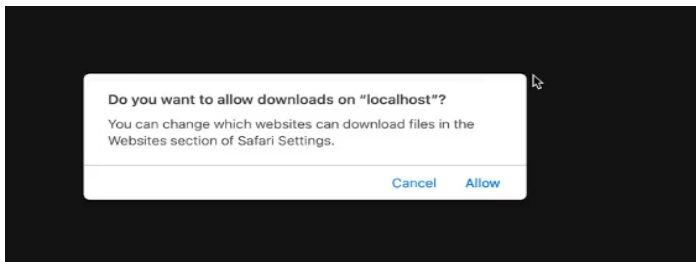 Do you want to allow downloads on “localhost”?
You can change which websites can download files in the
Websites section of Safari Settings.
Cancel Allow